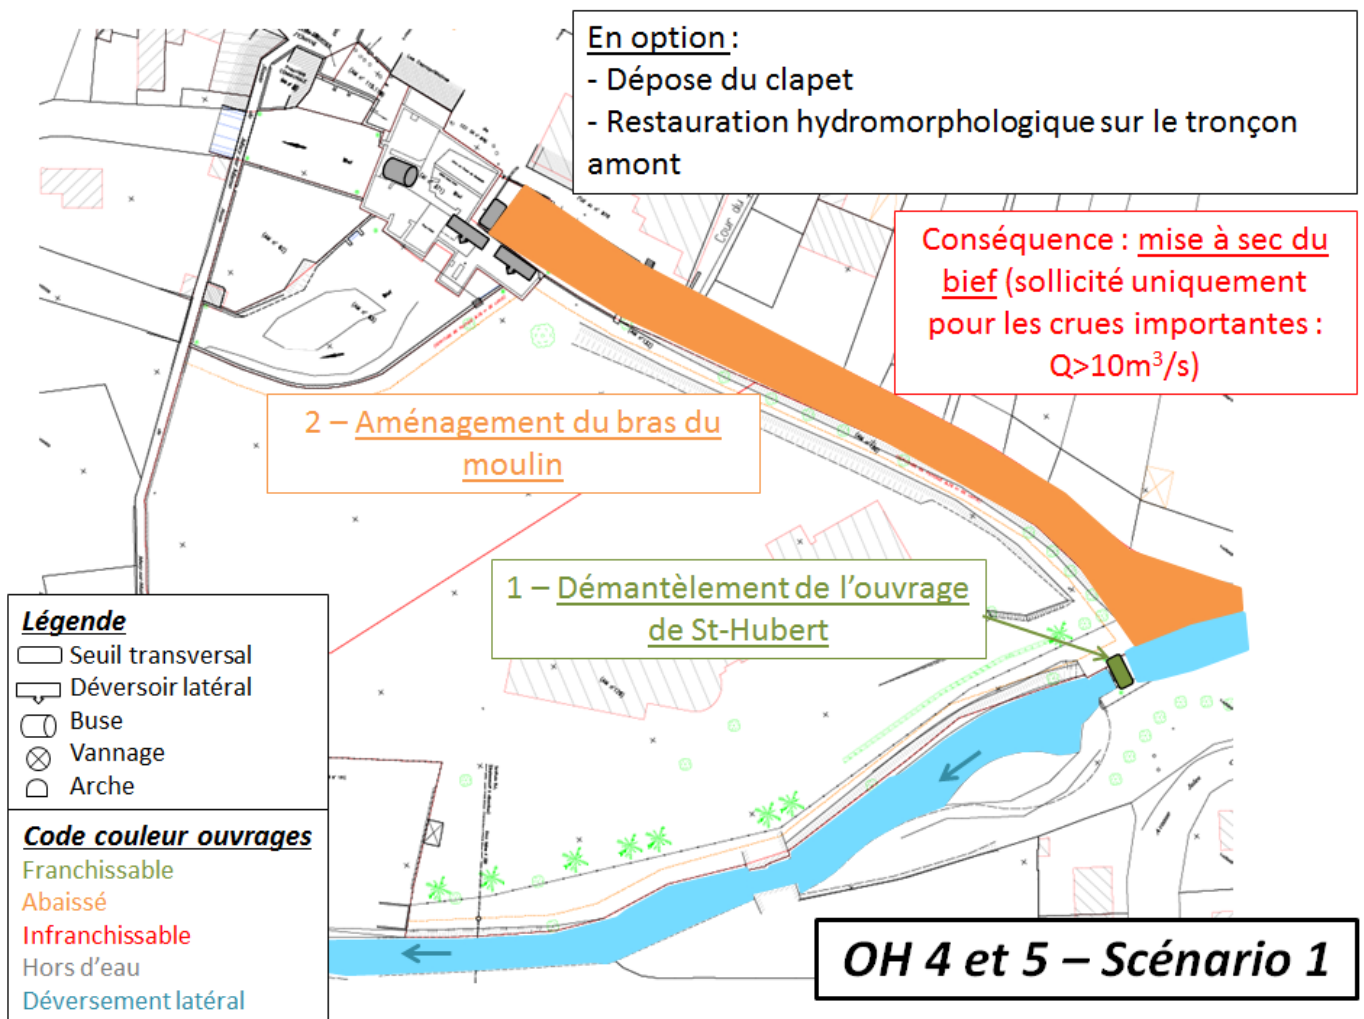 En option :
- Dépose du clapet
- Restauration hydromorphologique sur le tronçon
amont
Conséquence : mise à sec du
bief (sollicité uniquement
pour les crues importantes :
Q>10m³/s)
Cour du
2 – Aménagement du bras du
moulin
1 – Démantèlement de l'ouvrage
de St-Hubert
Légende
Seuil transversal
Déversoir latéral
Buse
Vannage
Arche
Code couleur ouvrages
Franchissable
Abaissé
Infranchissable
Hors d'eau
Déversement latéral
OH 4 et 5 – Scénario 1